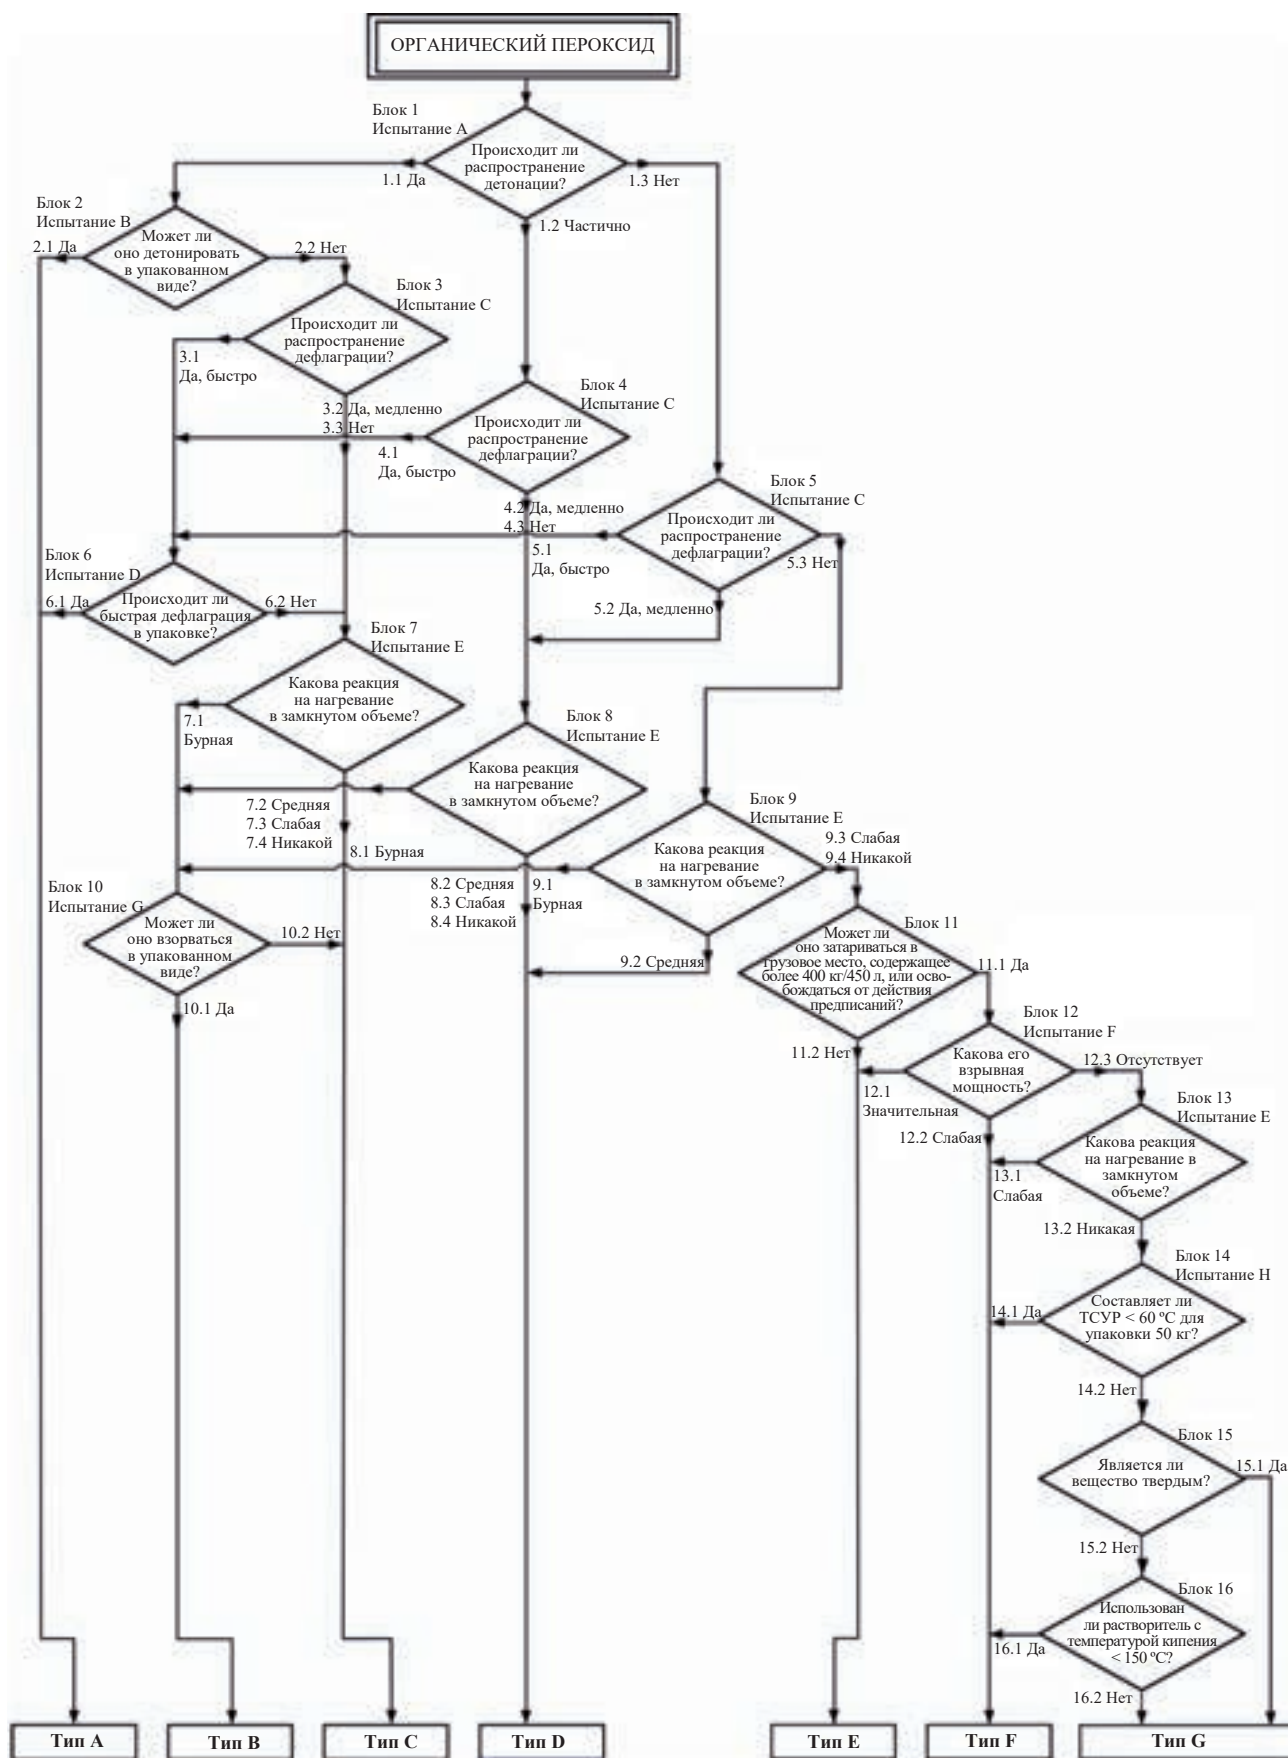 ОРГАНИЧЕСКИЙ ПЕРОКСИД
Блок 1
Испытание A
Происходит ли
распространение
детонации?
1.1 Да
1.3 Нет
1.2 Частично
Блок 2
Испытание B
Может ли
оно детонировать
в упакованном
виде?
2.1 Да
2.2 Нет
Блок 3
Испытание C
Происходит ли
распространение
дефлаграции?
3.1
Да, быстро
3.2 Да, медленно
3.3 Нет
Блок 4
Испытание C
Происходит ли
распространение
дефлаграции?
4.1
Да, быстро
4.2 Да, медленно
4.3 Нет
Блок 5
Испытание C
Происходит ли
распространение
дефлаграции?
5.1
Да, быстро
5.3 Нет
5.2 Да, медленно
Блок 6
Испытание D
Происходит ли
быстрая дефлаграция
в упаковке?
6.1 Да
6.2 Нет
Блок 7
Испытание E
Какова реакция
на нагревание
в замкнутом объеме?
7.1
Бурная
7.2 Средняя
7.3 Слабая
7.4 Никакой
Блок 8
Испытание E
Какова реакция
на нагревание
в замкнутом объеме?
8.1 Бурная
8.2 Средняя
8.3 Слабая
8.4 Никакой
Блок 9
Испытание E
Какова реакция
на нагревание
в замкнутом объеме?
9.3 Слабая
9.4 Никакой
9.1
Бурная
9.2 Средняя
Блок 10
Испытание G
Может ли
оно взорваться
в упакованном
виде?
10.2 Нет
10.1 Да
Блок 11
Может ли
оно затариваться в
грузовое место, содержащее
более 400 кг/450 л, или осво-
бождаться от действия
предписаний?
11.1 Да
11.2 Нет
Блок 12
Испытание F
Какова его
взрывная
мощность?
12.3 Отсутствует
12.1
Значительная
12.2 Слабая
Блок 13
Испытание E
Какова реакция
на нагревание в
замкнутом
объеме?
13.1
Слабая
13.2 Никакая
Блок 14
Испытание H
Составляет ли
ТСУР < 60 ºC для
упаковки 50 кг?
14.1 Да
14.2 Нет
Блок 15
Является ли
вещество твердым?
15.1 Да
15.2 Нет
Блок 16
Использован
ли растворитель с
температурой кипения
< 150 ºC?
16.1 Да
16.2 Нет
Тип A
Тип B
Тип C
Тип D
Тип E
Тип F
Тип G